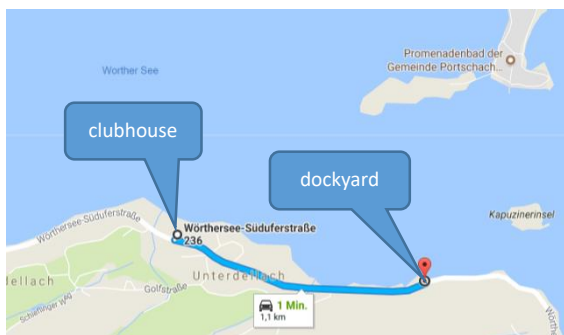 Promenadenbad der
Gemeinde Pörtschach...
Worther See
clubhouse
dockyard
Kapuzinerinsel
Wörthersee-Süduferstraße
Wörthersee-Süduferstraße
236
Unterdellach
dellach
Golfstraße
1 Min.
1,1 km